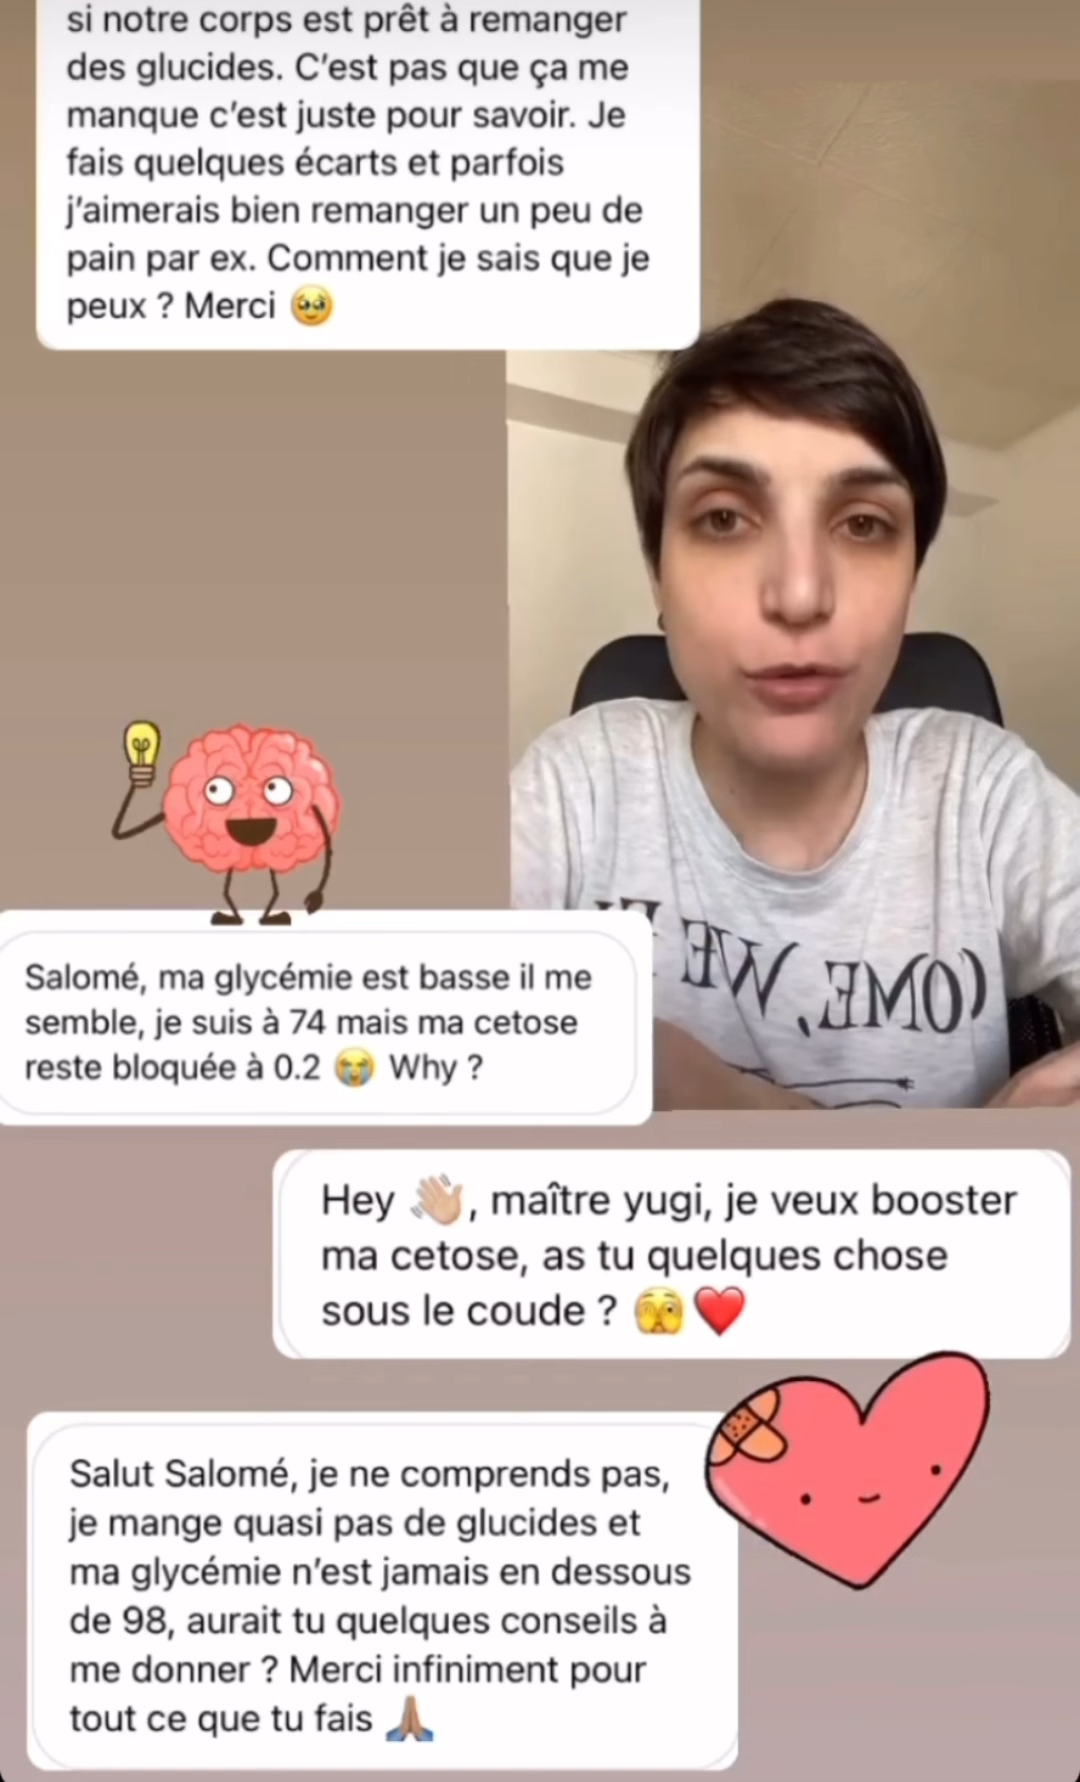 si notre corps est prêt à remanger
des glucides. C'est pas que ça me
manque c'est juste pour savoir. Je
fais quelques écarts et parfois
j'aimerais bien remanger un peu de
pain par ex. Comment je sais que je
peux ? Merci 🥹
Salomé, ma glycémie est basse il me
semble, je suis à 74 mais ma cetose
reste bloquée à 0.2 😭 Why ?
Hey 👋🏼, maître yugi, je veux booster
ma cetose, as tu quelques chose
sous le coude ? 🫣❤️
Salut Salomé, je ne comprends pas,
je mange quasi pas de glucides et
ma glycémie n'est jamais en dessous
de 98, aurait tu quelques conseils à
me donner ? Merci infiniment pour
tout ce que tu fais 🙏🏽